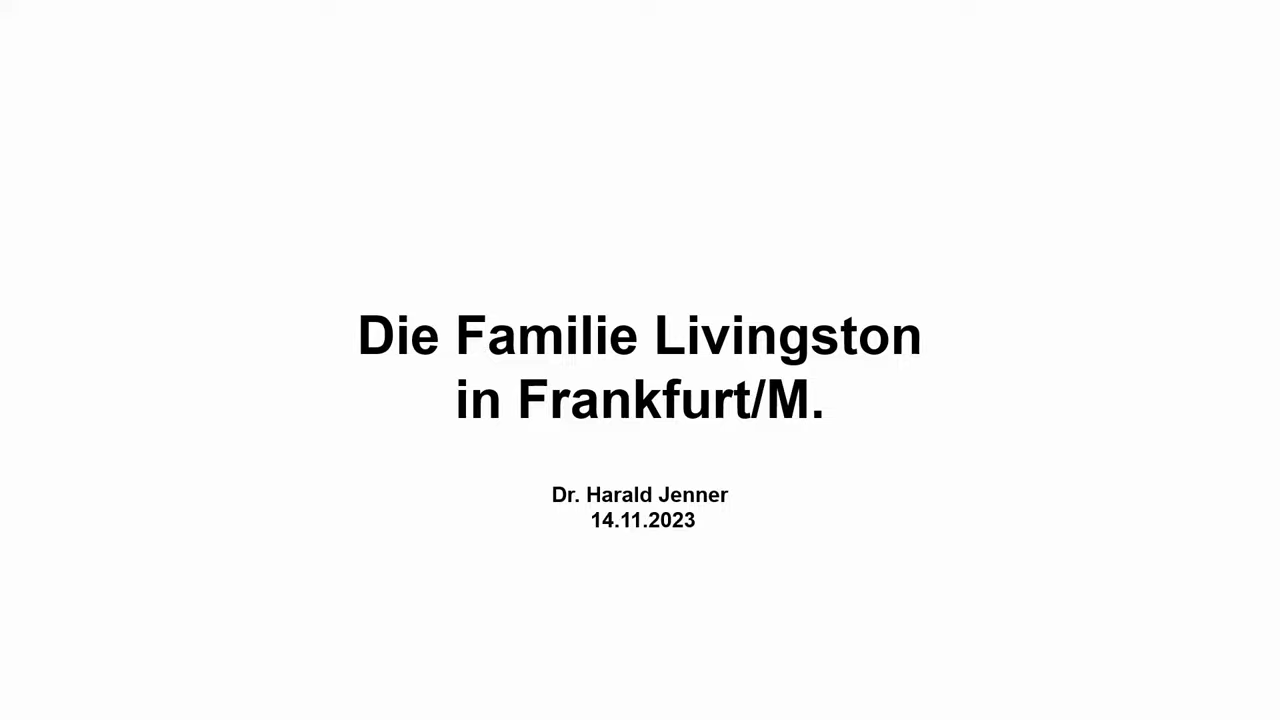 Die Familie Livingston
in Frankfurt/M.
Dr. Harald Jenner
14.11.2023